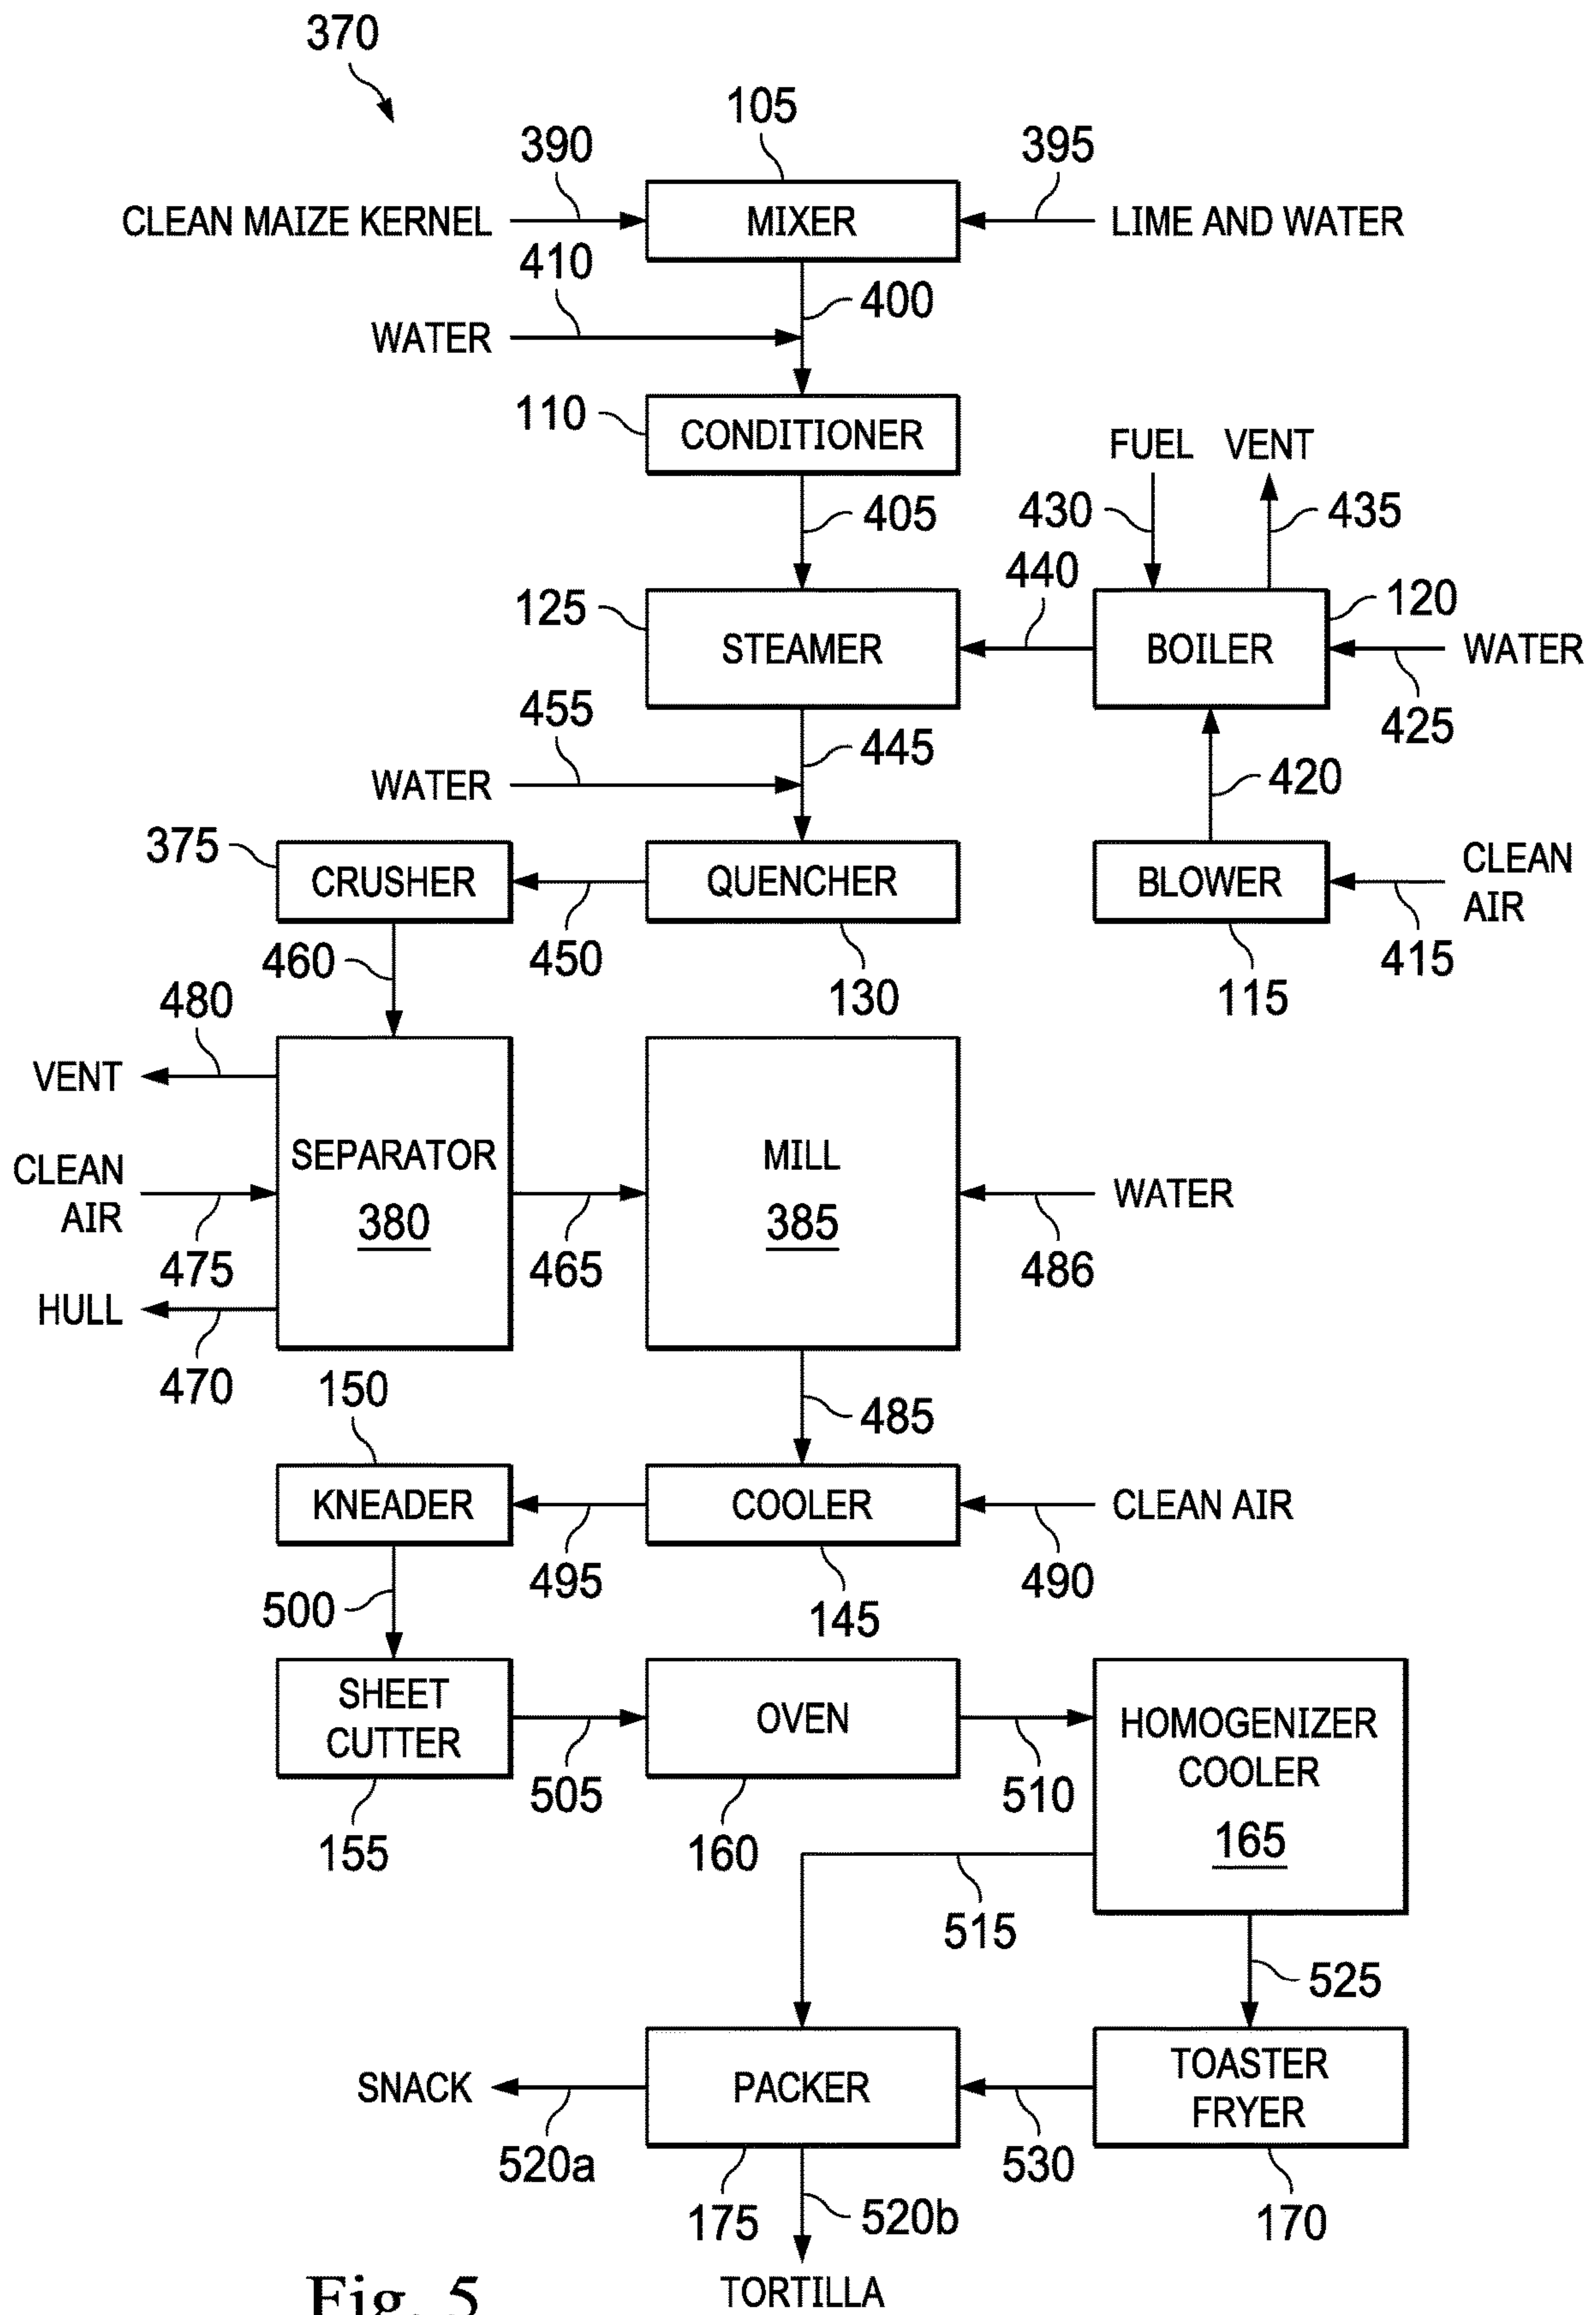 370
105
390
395
CLEAN MAIZE KERNEL
MIXER
LIME AND WATER
410
400
WATER
110
CONDITIONER
FUEL
VENT
405
430
435
440
125
STEAMER
BOILER
120
WATER
455
445
425
WATER
420
375
CRUSHER
QUENCHER
BLOWER
CLEAN
AIR
460
450
130
115
415
480
VENT
SEPARATOR
380
MILL
385
CLEAN
AIR
WATER
475
465
486
HULL
470
150
485
KNEADER
COOLER
CLEAN AIR
500
495
145
490
SHEET
CUTTER
OVEN
HOMOGENIZER
COOLER
165
155
505
160
510
515
525
SNACK
PACKER
TOASTER
FRYER
520a
175
520b
530
170
TORTILLA
Fig. 5